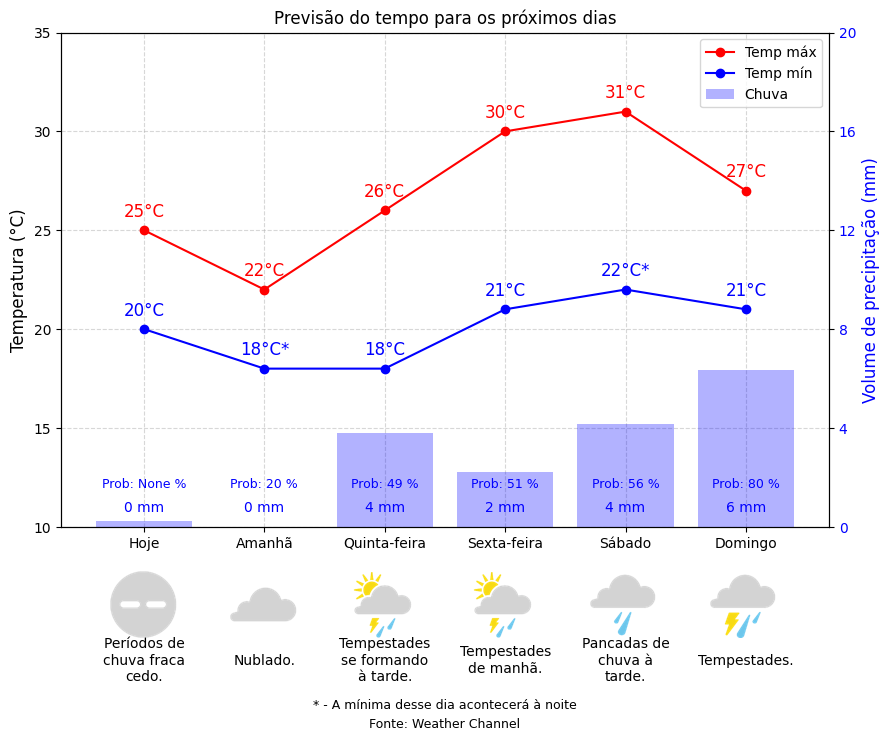 Previsão do tempo para os próximos dias
35
30
25
20
15
10
Temperatura (°C)
20
16
12
8
4
0
Volume de precipitação (mm)
Temp máx
Temp mín
Chuva
25°C
22°C
26°C
30°C
31°C
27°C
20°C
18°C*
18°C
21°C
22°C*
21°C
Prob: None %
Prob: 20 %
Prob: 49 %
Prob: 51 %
Prob: 56 %
Prob: 80 %
0 mm
0 mm
4 mm
2 mm
4 mm
6 mm
Hoje
Amanhã
Quinta-feira
Sexta-feira
Sábado
Domingo
Períodos de
chuva fraca
cedo.
Nublado.
Tempestades
se formando
à tarde.
Tempestades
de manhã.
Pancadas de
chuva à
tarde.
Tempestades.
* - A mínima desse dia acontecerá à noite
Fonte: Weather Channel